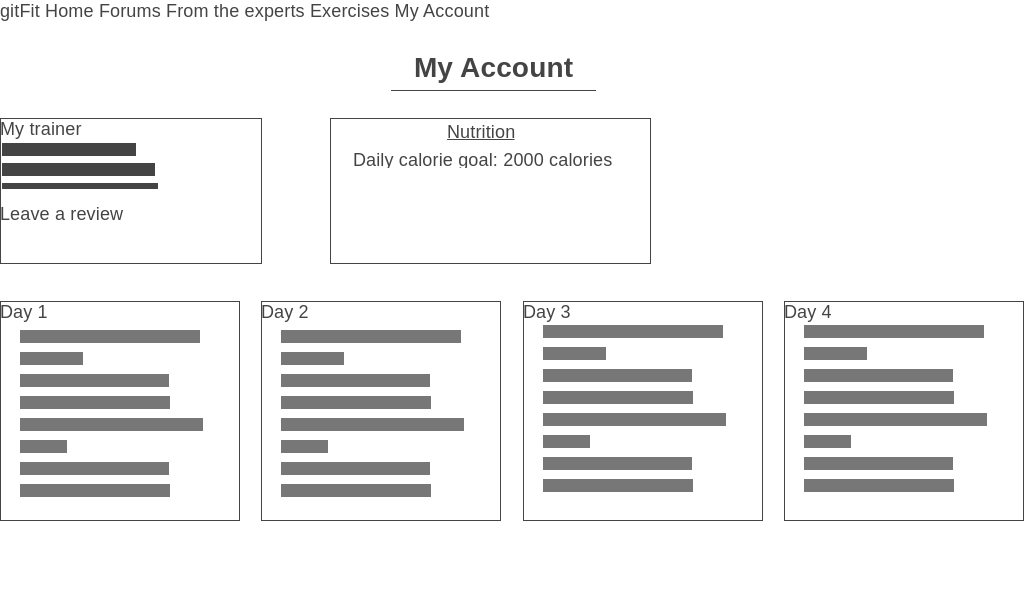 gitFit Home Forums From the experts Exercises My Account
My Account
My trainer
Leave a review
Nutrition
Daily calorie goal: 2000 calories
Day 1
Day 2
Day 3
Day 4